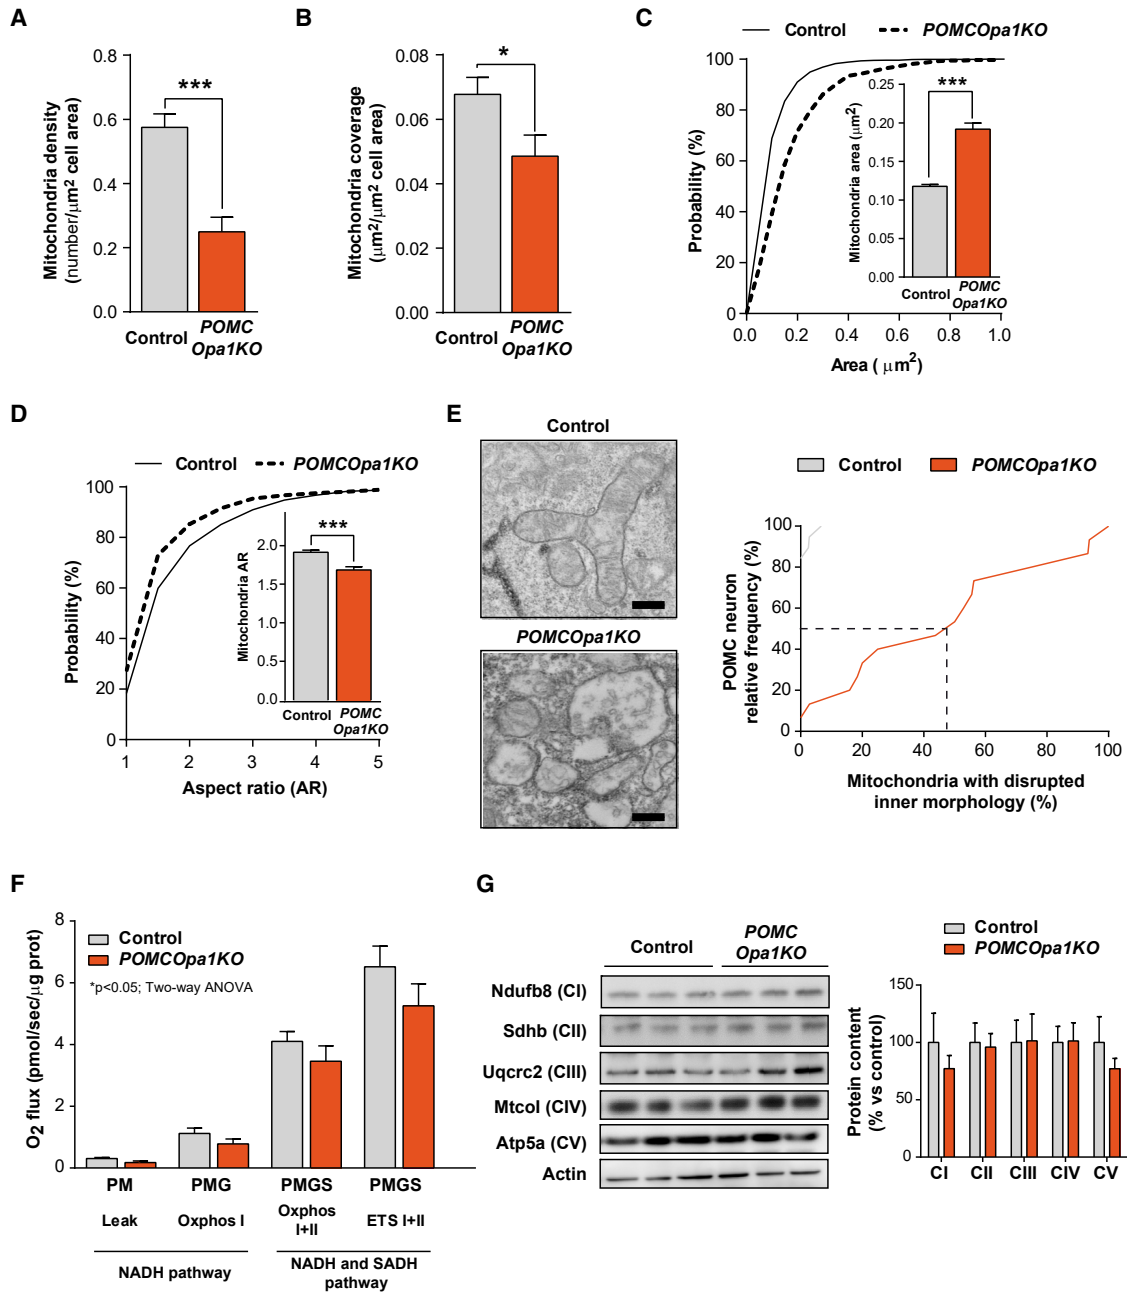 A
Mitochondria density
(number/μm2 cell area)
0.8
0.6
0.4
0.2
0.0
***
Control
POMC
Opa1KO
B
Mitochondria coverage
(μm2/μm2 cell area)
0.08
0.06
0.04
0.02
0.00
*
Control
POMC
Opa1KO
C
Control
POMCOpa1KO
Probability (%)
100
80
60
40
20
0
0.0
0.2
0.4
0.6
0.8
1.0
Area ( μm2)
Mitochondria area (μm2)
0.25
0.20
0.15
0.10
0.05
0.00
***
Control
POMC
Opa1KO
D
Control
POMCOpa1KO
Probability (%)
100
80
60
40
20
0
1
2
3
4
5
Aspect ratio (AR)
Mitochondria AR
2.0
1.5
1.0
0.5
0.0
***
Control
POMC
Opa1KO
E
Control
POMCOpa1KO
Control
POMCOpa1KO
POMC neuron
relative frequency (%)
100
80
60
40
20
0
0
20
40
60
80
100
Mitochondria with disrupted
inner morphology (%)
F
O2 flux (pmol/sec/μg prot)
8
6
4
2
0
Control
POMCOpa1KO
*p<0.05; Two-way ANOVA
PM
PMG
PMGS
PMGS
Leak
Oxphos I
Oxphos
I+II
ETS I+II
NADH pathway
NADH and SADH
pathway
G
Control
POMC
Opa1KO
Ndufb8 (CI)
Sdhb (CII)
Uqcrc2 (CIII)
Mtcol (CIV)
Atp5a (CV)
Actin
Control
POMCOpa1KO
Protein content
(% vs control)
150
100
50
0
CI
CII
CIII
CIV
CV